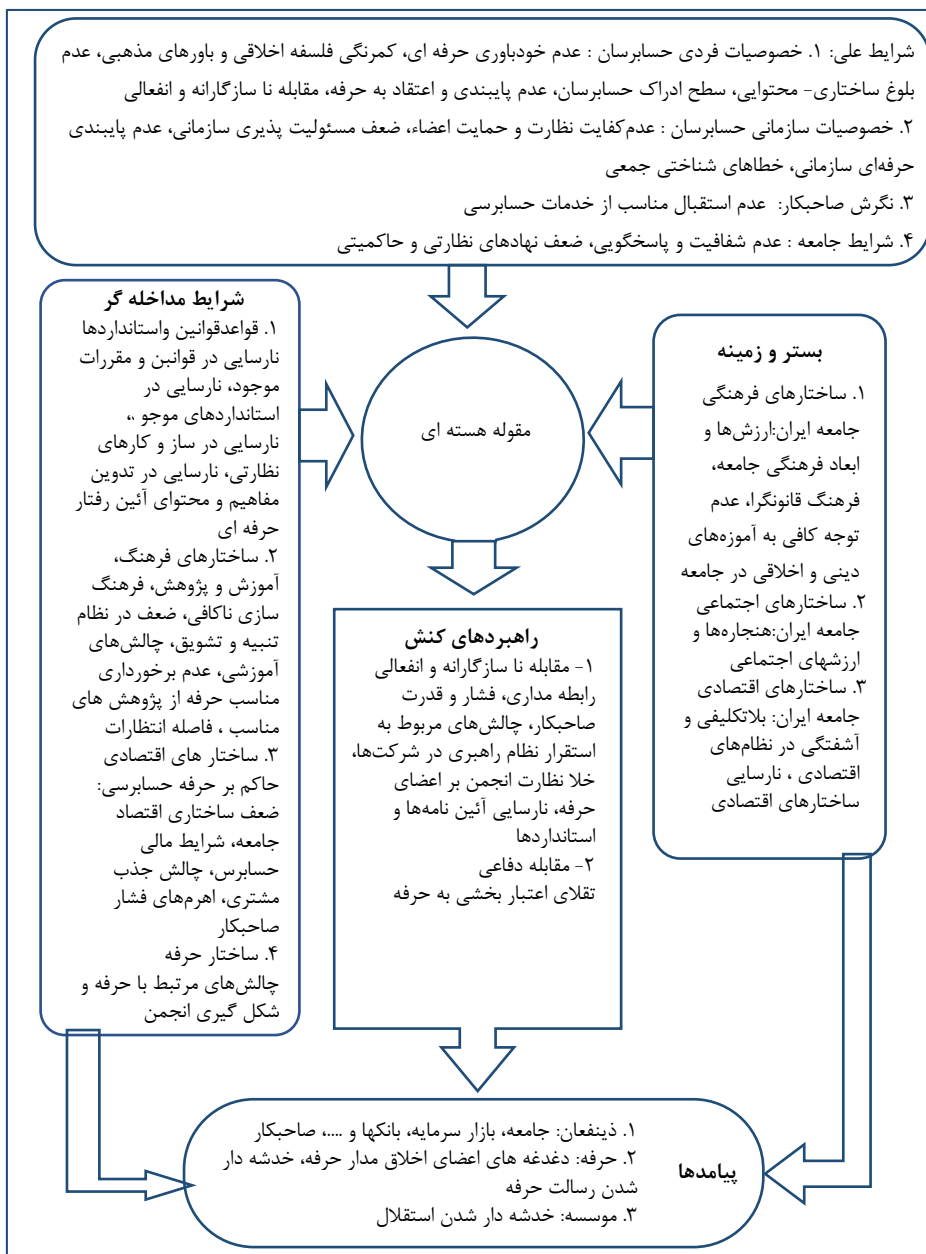 شرایط علی: ۱. خصوصیات فردی حسابرسان : عدم خودباوری حرفه ای، کمرنگی فلسفه اخلاقی و باورهای مذهبی، عدم
بلوغ ساختاری- محتوایی، سطح ادراک حسابرسان، عدم پایبندی و اعتقاد به حرفه، مقابله نا سازگارانه و انفعالی
۲. خصوصیات سازمانی حسابرسان : عدم‌کفایت نظارت و حمایت اعضاء، ضعف مسئولیت پذیری سازمانی، عدم پایبندی
حرفه‌ای سازمانی، خطاهای شناختی جمعی
۳. نگرش صاحبکار: عدم استقبال مناسب از خدمات حسابرسی
۴. شرایط جامعه : عدم شفافیت و پاسخگویی، ضعف نهادهای نظارتی و حاکمیتی
بستر و زمینه
۱. ساختارهای فرهنگی
جامعه ایران:ارزش‌ها و
ابعاد فرهنگی جامعه،
فرهنگ قانونگرا، عدم
توجه کافی به آموزه‌های
دینی و اخلاقی در جامعه
۲. ساختارهای اجتماعی
جامعه ایران:هنجاره‌ها و
ارزشهای اجتماعی
۳. ساختارهای اقتصادی
جامعه ایران: بلاتکلیفی و
آشفتگی در نظام‌های
اقتصادی ، نارسایی
ساختارهای اقتصادی
مقوله هسته ای
شرایط مداخله گر
۱. قواعدقوانین واستانداردها
نارسایی در قوانبن و مقررات
موجود، نارسایی در
استانداردهای موجو ،،
نارسایی در ساز و کارهای
نظارتی، نارسایی در تدوین
مفاهیم و محتوای آئین رفتار
حرفه ای
۲. ساختارهای فرهنگ،
آموزش و پژوهش، فرهنگ
سازی ناکافی، ضعف در نظام
تنبیه و تشویق، چالش‌های
آموزشی، عدم برخورداری
مناسب حرفه از پژوهش های
مناسب ، فاصله انتظارات
۳. ساختار های اقتصادی
حاکم بر حرفه حسابرسی:
ضعف ساختاری اقتصاد
جامعه، شرایط مالی
حسابرس، چالش جذب
مشتری، اهرم‌های فشار
صاحبکار
۴. ساختار حرفه
چالش‌های مرتبط با حرفه و
شکل گیری انجمن
راهبردهای کنش
۱- مقابله نا سازگارانه و انفعالی
رابطه مداری، فشار و قدرت
صاحبکار، چالش‌های مربوط به
استقرار نظام راهبری در شرکت‌ها،
خلا نظارت انجمن بر اعضای
حرفه، نارسایی آئین نامه‌ها و
استانداردها
۲- مقابله دفاعی
تقلای اعتبار بخشی به حرفه
پیامدها
۱. ذینفعان: جامعه، بازار سرمایه، بانکها و ....، صاحبکار
۲. حرفه: دغدغه های اعضای اخلاق مدار حرفه، خدشه دار
شدن رسالت حرفه
۳. موسسه: خدشه دار شدن استقلال